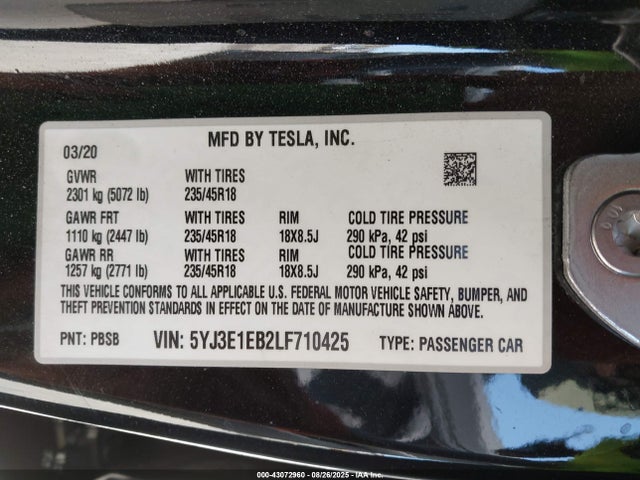 MFD BY TESLA, INC.
03/20
GVWR WITH TIRES
2301 kg (5072 lb) 235/45R18
GAWR FRT WITH TIRES RIM COLD TIRE PRESSURE
1110 kg (2447 lb) 235/45R18 18X8.5J 290 kPa, 42 psi
GAWR RR WITH TIRES RIM COLD TIRE PRESSURE
1257 kg (2771 lb) 235/45R18 18X8.5J 290 kPa, 42 psi
THIS VEHICLE CONFORMS TO ALL APPLICABLE U.S. FEDERAL MOTOR VEHICLE SAFETY, BUMPER, AND
THEFT PREVENTION STANDARDS IN EFFECT ON THE DATE OF MANUFACTURE SHOWN ABOVE.
PNT: PBSB VIN: 5YJ3E1EB2LF710425 TYPE: PASSENGER CAR
000-43072960 - 08/26/2025 - IAA Inc.